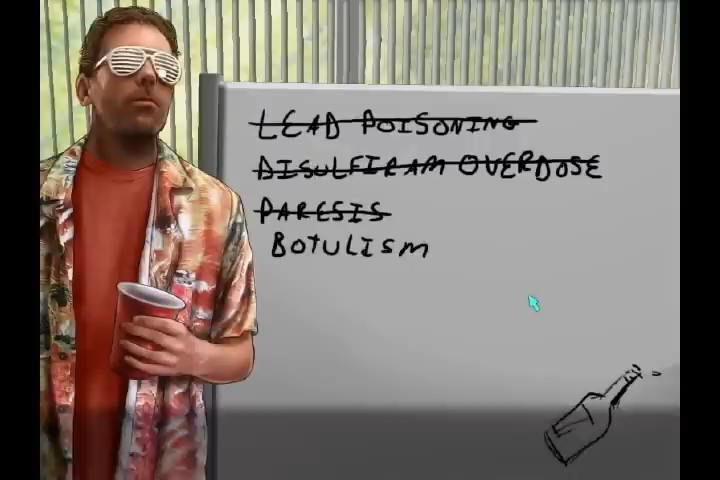 LEAD POISONING
DISULFIRAM OVERDOSE
PARESIS
BOTULISM